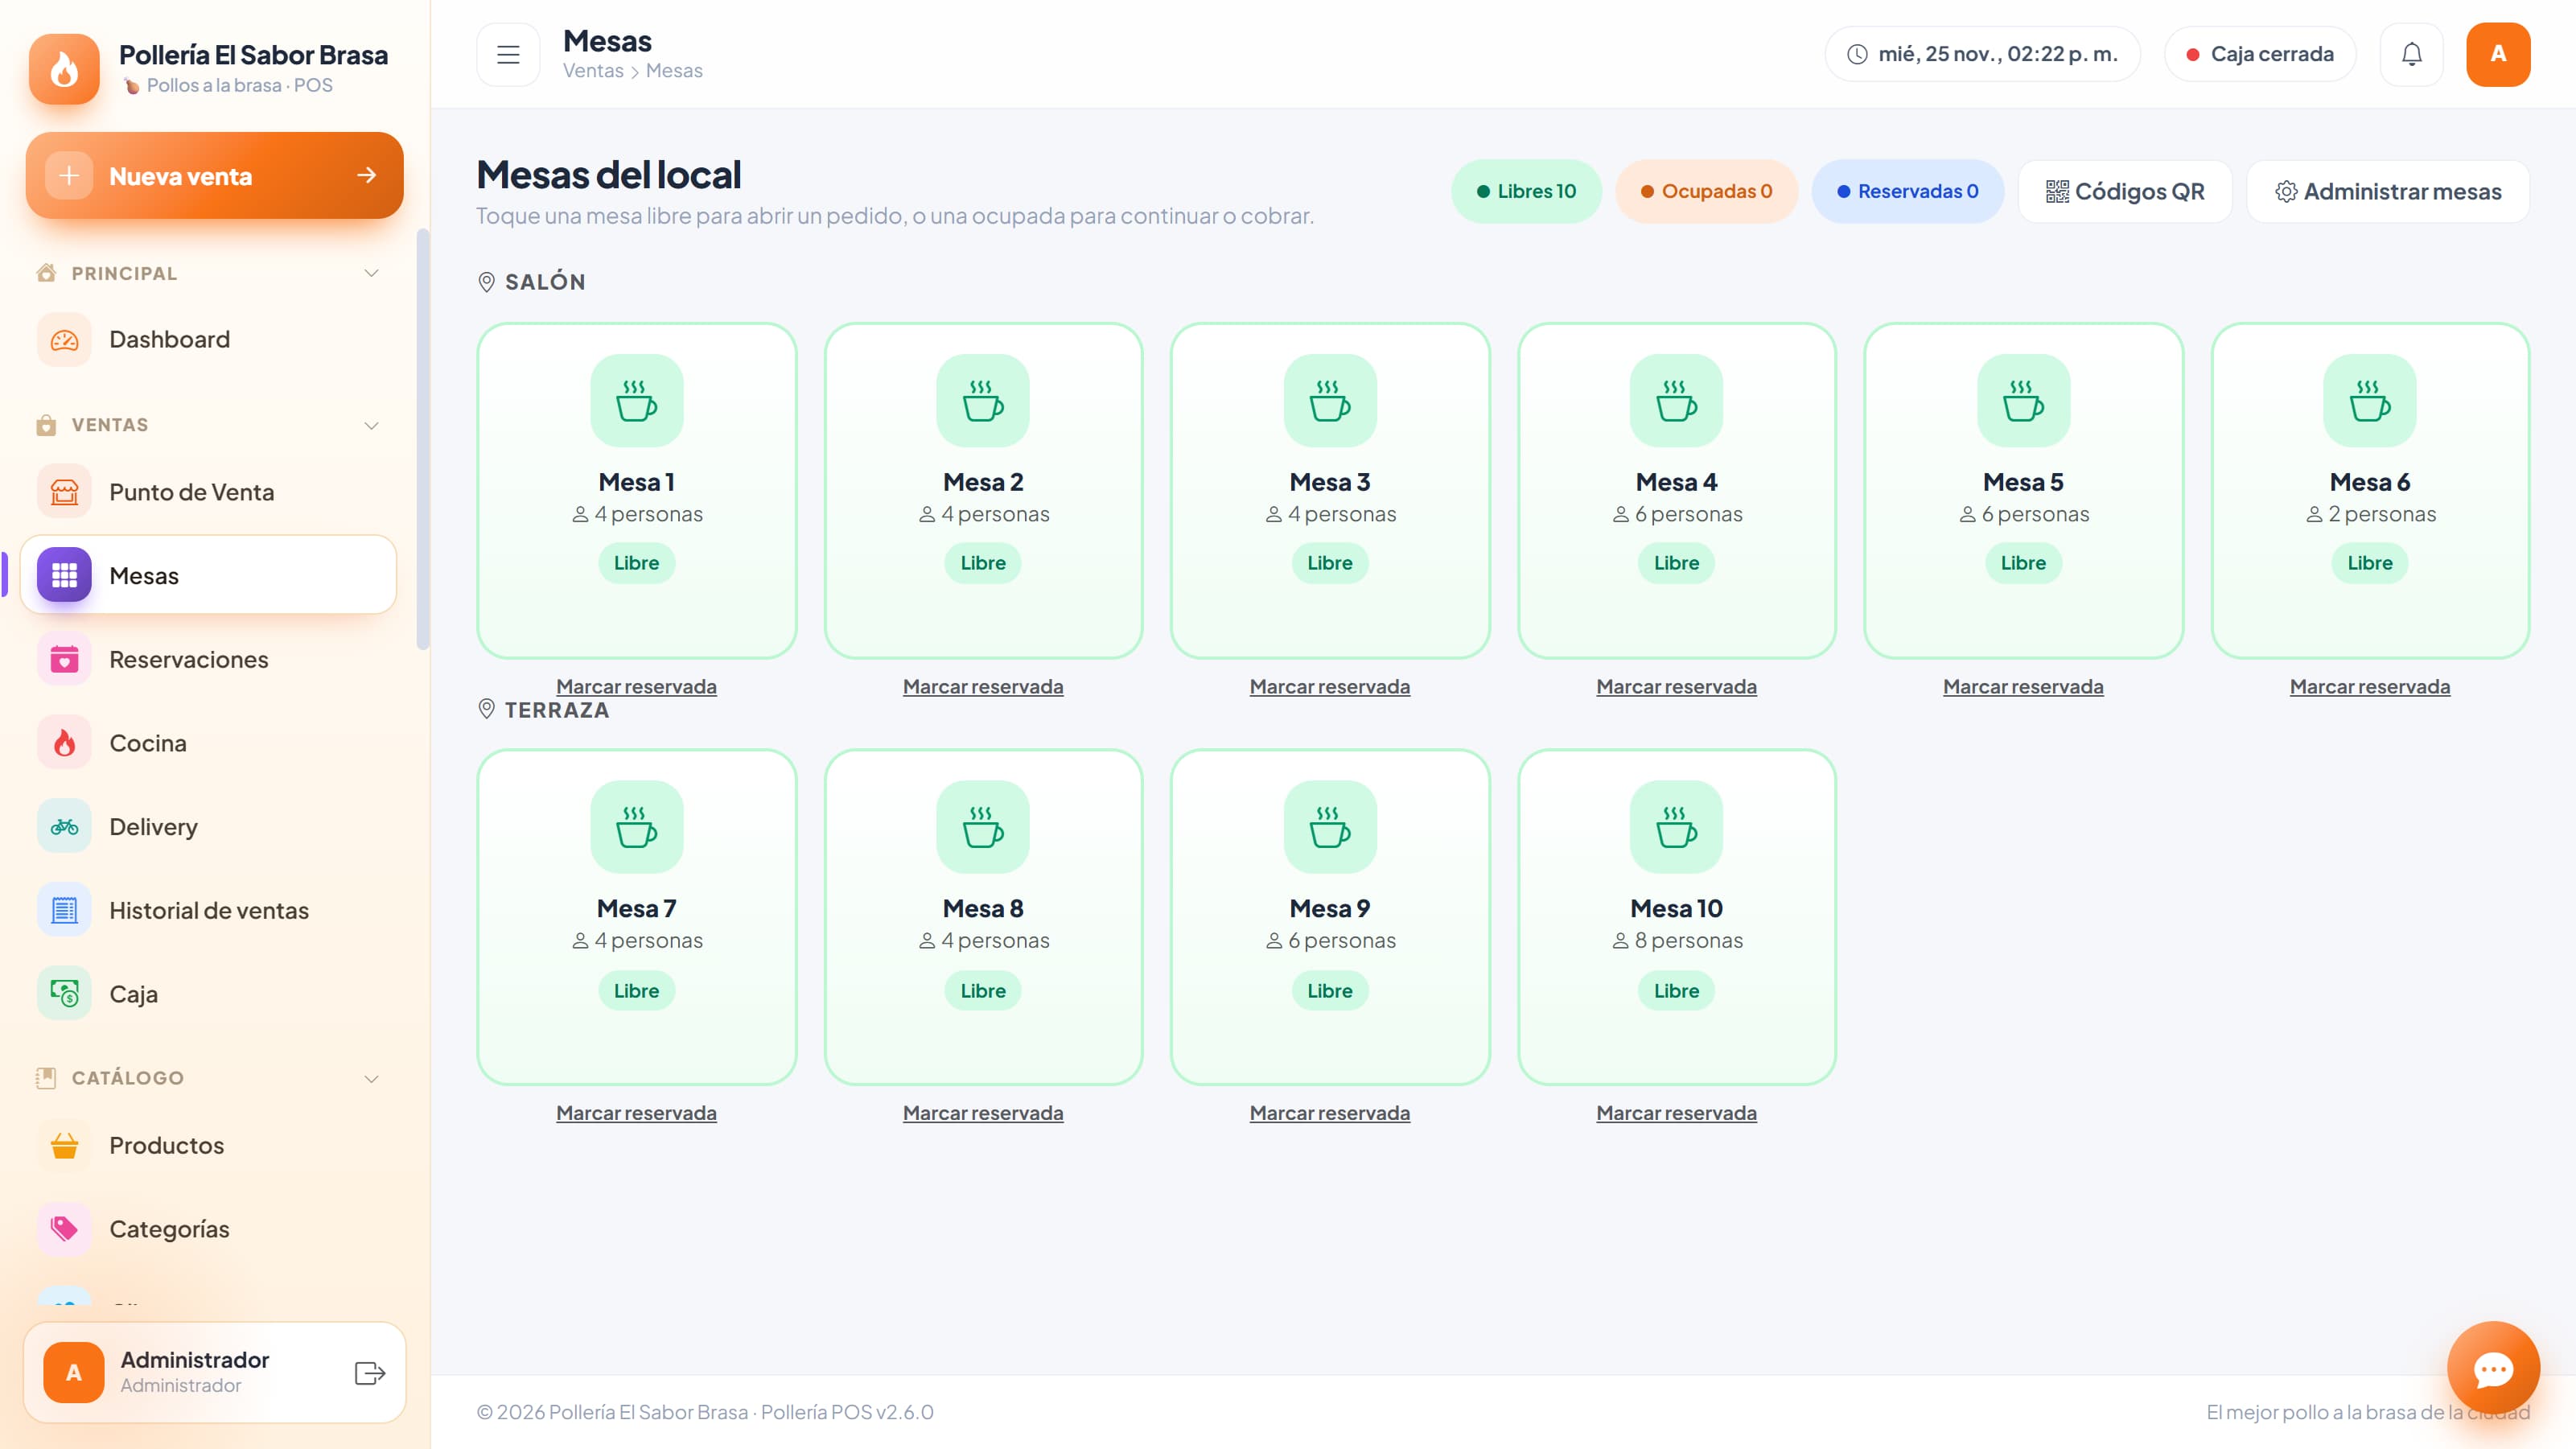 Pollería El Sabor Brasa
Pollos a la brasa · POS
Nueva venta
PRINCIPAL
Dashboard
VENTAS
Punto de Venta
Mesas
Reservaciones
Cocina
Delivery
Historial de ventas
Caja
CATÁLOGO
Productos
Categorías
A
Administrador
Administrador
Mesas
Ventas > Mesas
mié, 25 nov., 02:22 p. m.
Caja cerrada
A
Mesas del local
Toque una mesa libre para abrir un pedido, o una ocupada para continuar o cobrar.
Libres 10
Ocupadas 0
Reservadas 0
Códigos QR
Administrar mesas
SALÓN
Mesa 1
4 personas
Libre
Marcar reservada
Mesa 2
4 personas
Libre
Marcar reservada
Mesa 3
4 personas
Libre
Marcar reservada
Mesa 4
6 personas
Libre
Marcar reservada
Mesa 5
6 personas
Libre
Marcar reservada
Mesa 6
2 personas
Libre
Marcar reservada
TERRAZA
Mesa 7
4 personas
Libre
Marcar reservada
Mesa 8
4 personas
Libre
Marcar reservada
Mesa 9
6 personas
Libre
Marcar reservada
Mesa 10
8 personas
Libre
Marcar reservada
© 2026 Pollería El Sabor Brasa · Pollería POS v2.6.0
El mejor pollo a la brasa de la ciudad